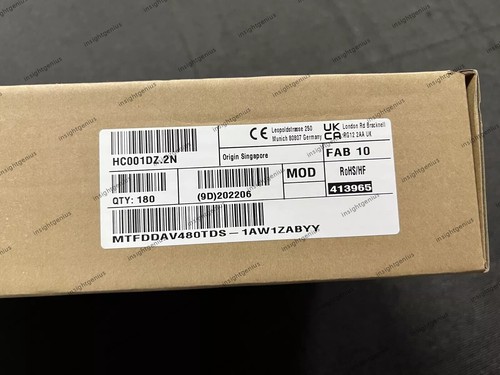 HC001DZ.2N
CE Leopoldstrasse 250
Munich 80807 Germany
UK CA London Rd Bracknell
RG12 2AA UK
Origin Singapore
FAB 10
QTY: 180
(9D)202206
MOD
RoHS/HF
413965
MTFDDAV480TDS-1AW1ZABYY
insightgenius